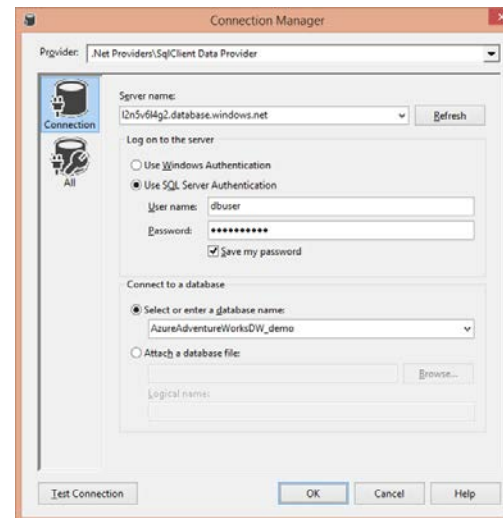 Connection Manager
Provider: .Net Providers\SqlClient Data Provider
Connection
All
Server name:
l2n5v6l4g2.database.windows.net
Refresh
Log on to the server
Use Windows Authentication
Use SQL Server Authentication
User name: dbuser
Password: ●●●●●●●●●●
Save my password
Connect to a database
Select or enter a database name:
AzureAdventureWorksDW_demo
Attach a database file:
Browse...
Logical name:
Test Connection OK Cancel Help